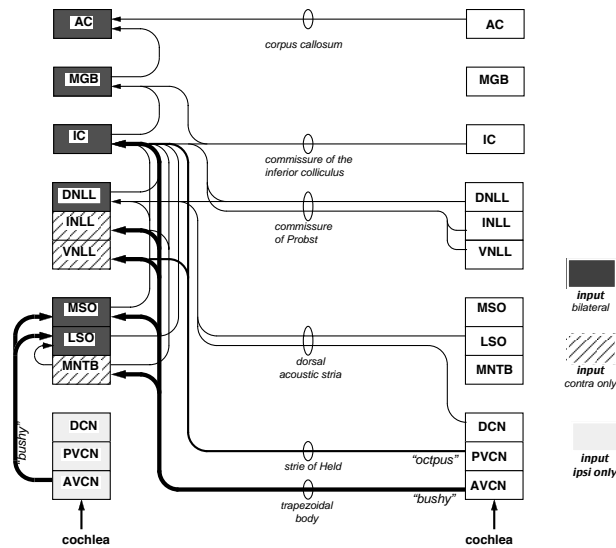 AC
AC
corpus callosum
MGB
MGB
IC
IC
commissure of the
inferior colliculus
DNLL
DNLL
INLL
INLL
VNLL
VNLL
commissure
of Probst
input
bilateral
MSO
MSO
LSO
LSO
MNTB
MNTB
dorsal
acoustic stria
input
contra only
"bushy"
DCN
DCN
PVCN
"octpus"
PVCN
strie of Held
AVCN
"bushy"
AVCN
trapezoidal
body
input
ipsi only
cochlea
cochlea